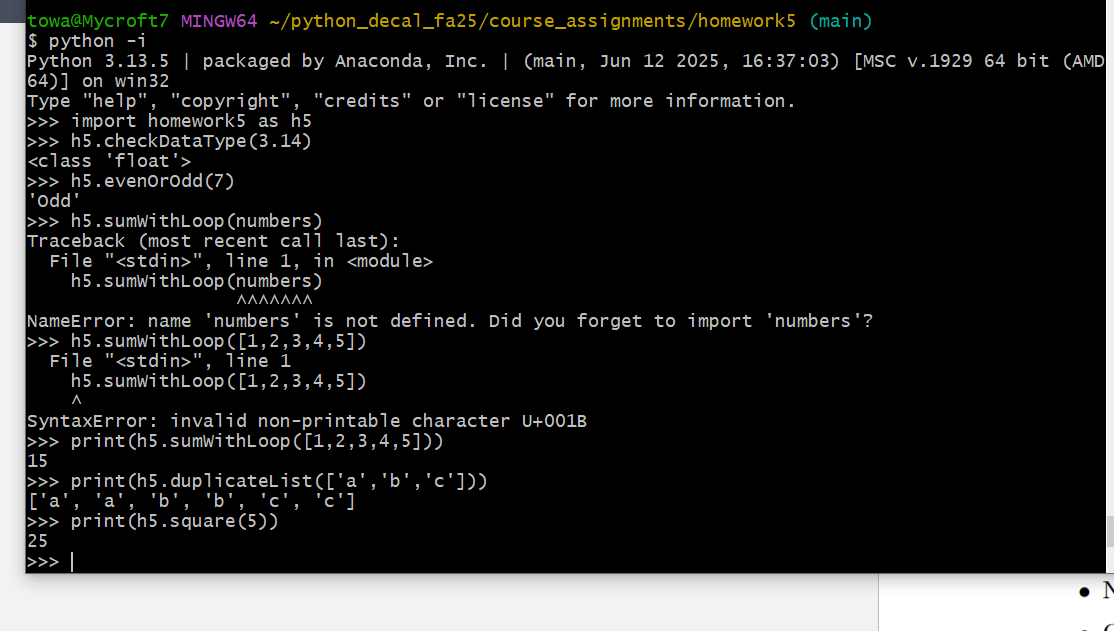 towa@Mycroft7 MINGW64 ~/python_decal_fa25/course_assignments/homework5 (main)
$ python -i
Python 3.13.5 | packaged by Anaconda, Inc. | (main, Jun 12 2025, 16:37:03) [MSC v.1929 64 bit (AMD
64)] on win32
Type "help", "copyright", "credits" or "license" for more information.
>>> import homework5 as h5
>>> h5.checkDataType(3.14)
<class 'float'>
>>> h5.evenOrOdd(7)
'Odd'
>>> h5.sumWithLoop(numbers)
Traceback (most recent call last):
  File "<stdin>", line 1, in <module>
    h5.sumWithLoop(numbers)
                   ^^^^^^^
NameError: name 'numbers' is not defined. Did you forget to import 'numbers'?
>>> h5.sumWithLoop([1,2,3,4,5])
  File "<stdin>", line 1
    h5.sumWithLoop([1,2,3,4,5])
    ^
SyntaxError: invalid non-printable character U+001B
>>> print(h5.sumWithLoop([1,2,3,4,5]))
15
>>> print(h5.duplicateList(['a','b','c']))
['a', 'a', 'b', 'b', 'c', 'c']
>>> print(h5.square(5))
25
>>>